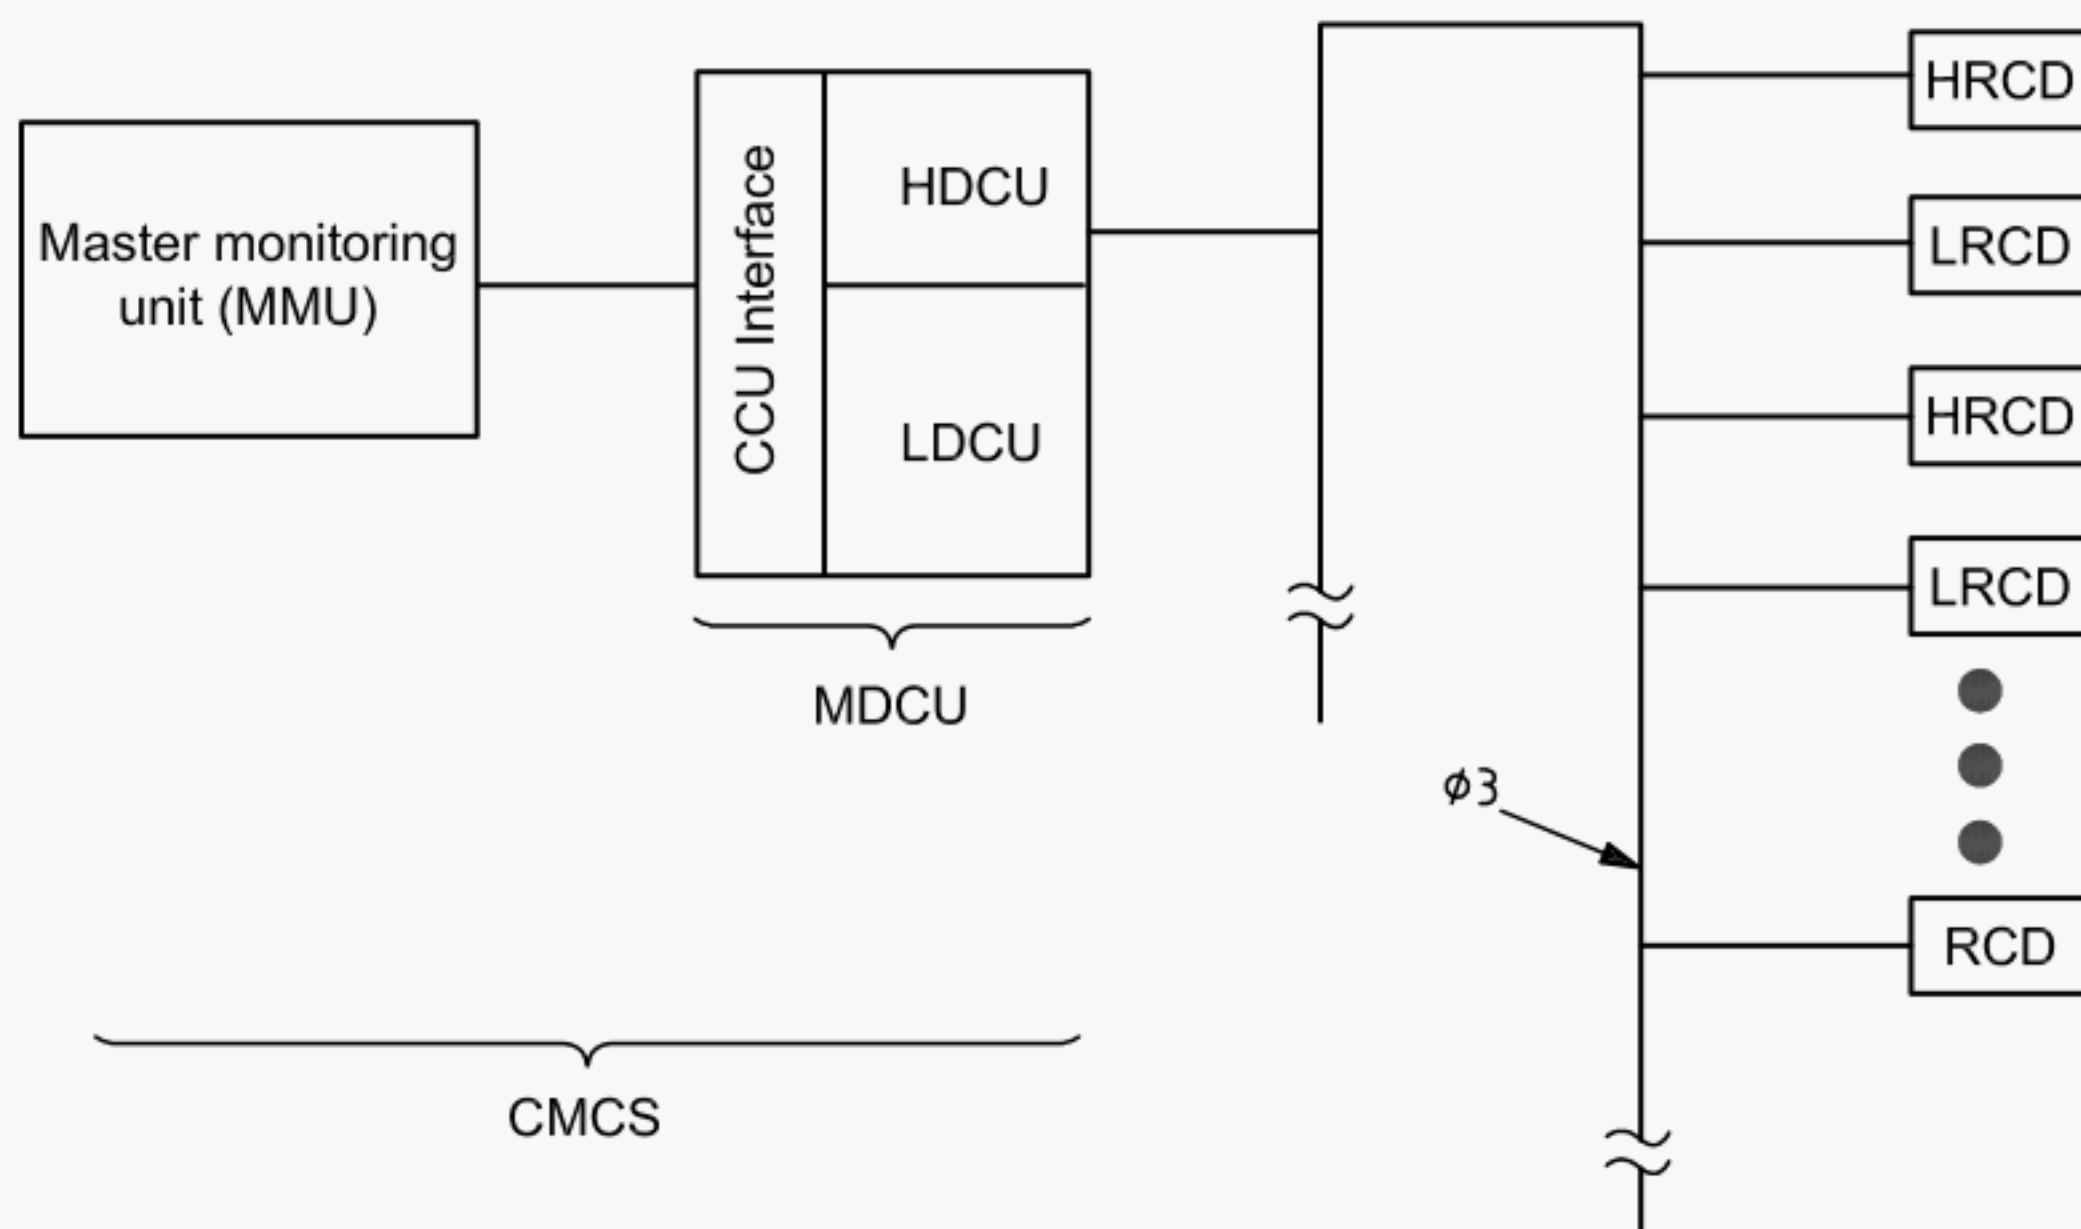 Master monitoring
unit (MMU)
CCU Interface
HDCU
LDCU
MDCU
CMCS
φ3
HRCD
LRCD
HRCD
LRCD
RCD